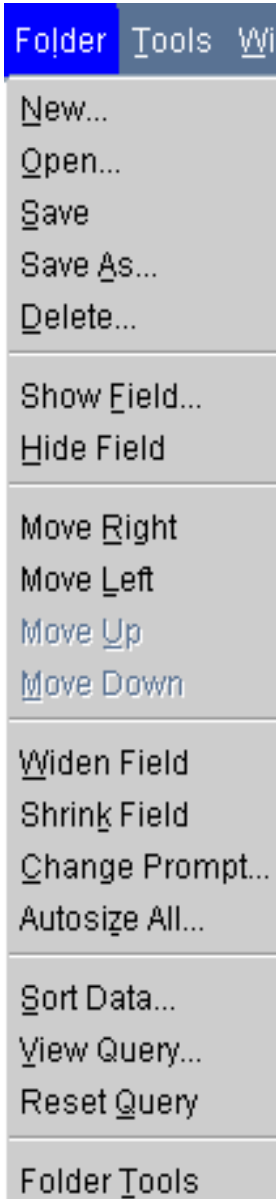 Folder Tools Wi
New...
Open...
Save
Save As...
Delete...
Show Field...
Hide Field
Move Right
Move Left
Move Up
Move Down
Widen Field
Shrink Field
Change Prompt...
Autosize All...
Sort Data...
View Query...
Reset Query
Folder Tools